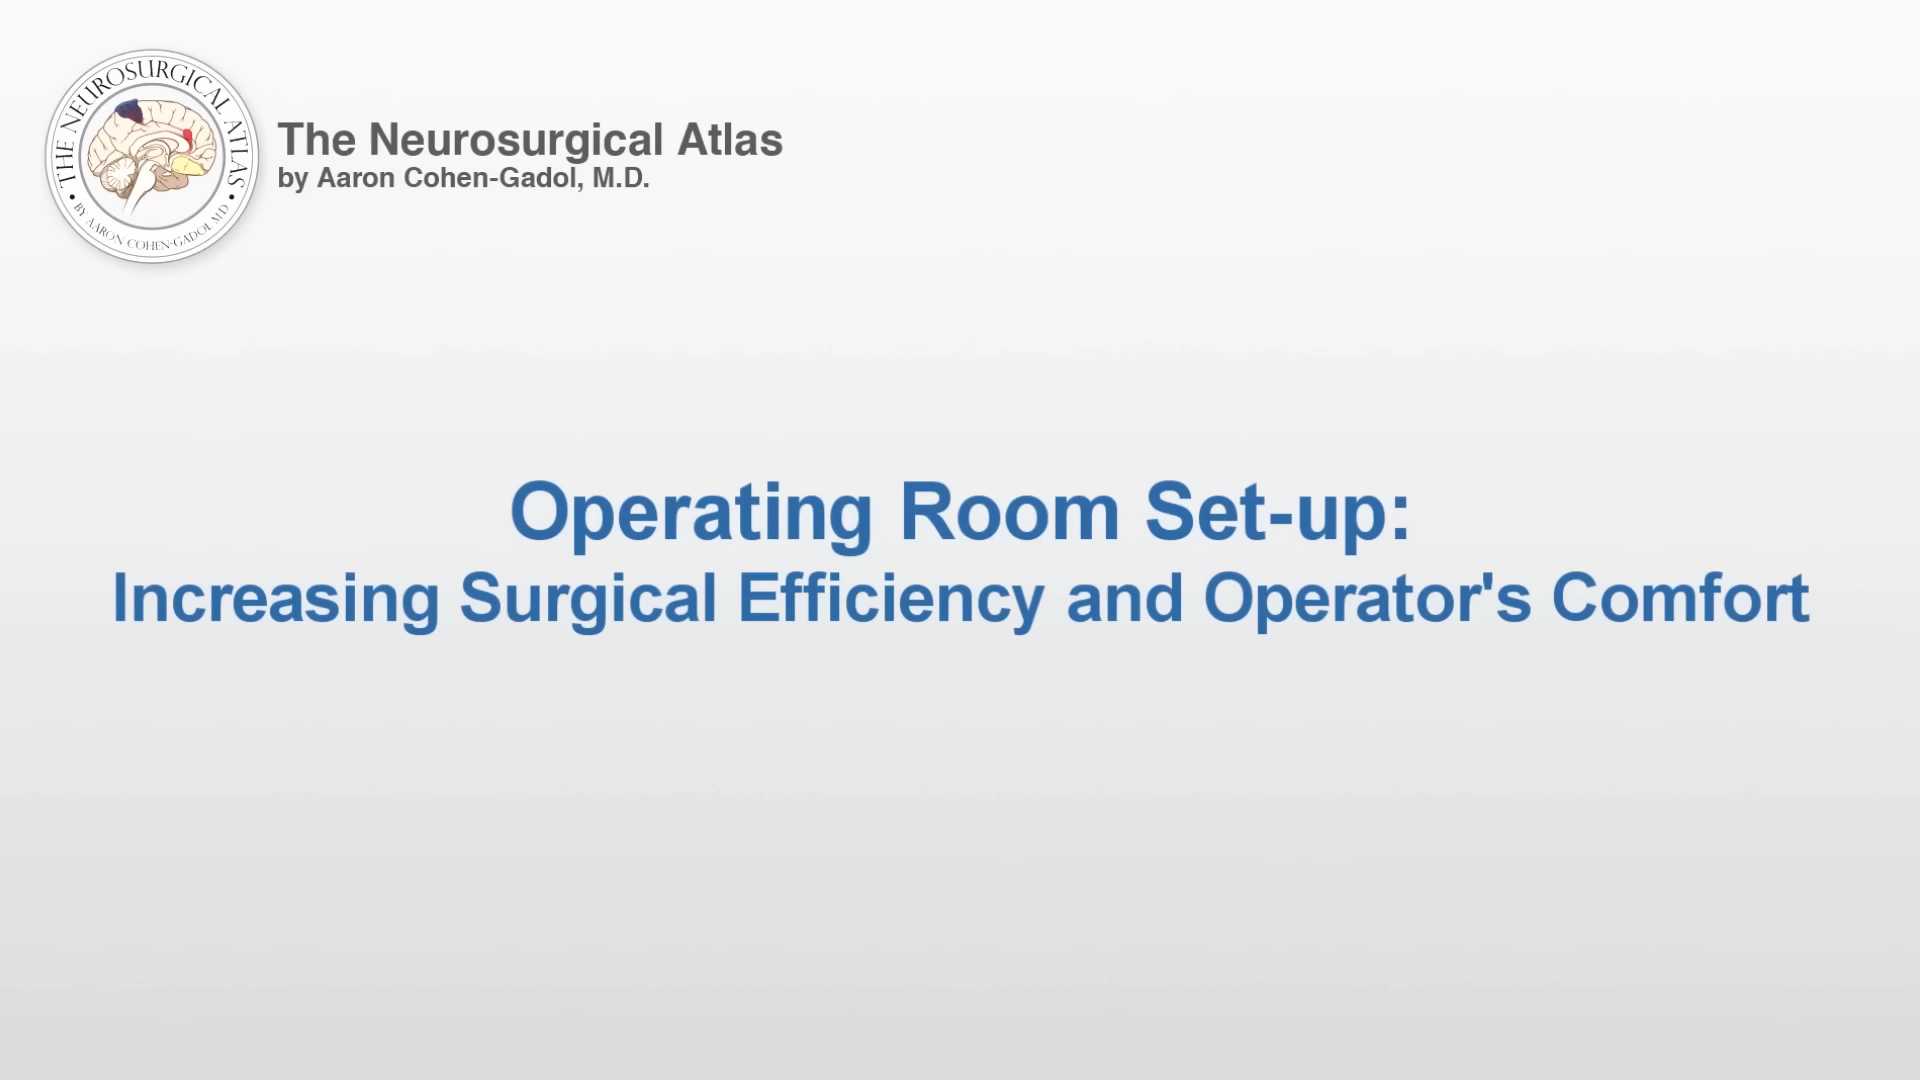 THE NEUROSURGICAL ATLAS
• BY AARON COHEN-GADOL MD •
The Neurosurgical Atlas
by Aaron Cohen-Gadol, M.D.
Operating Room Set-up:
Increasing Surgical Efficiency and Operator's Comfort